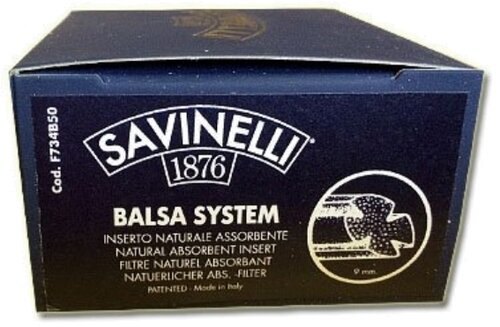 Cod. F734B50
SAVINELLI
1876
BALSA SYSTEM
INSERTO NATURALE ASSORBENTE
NATURAL ABSORBENT INSERT
FILTRE NATUREL ABSORBANT
NATUERLICHER ABS. -FILTER
PATENTED - Made in Italy
9 mm.